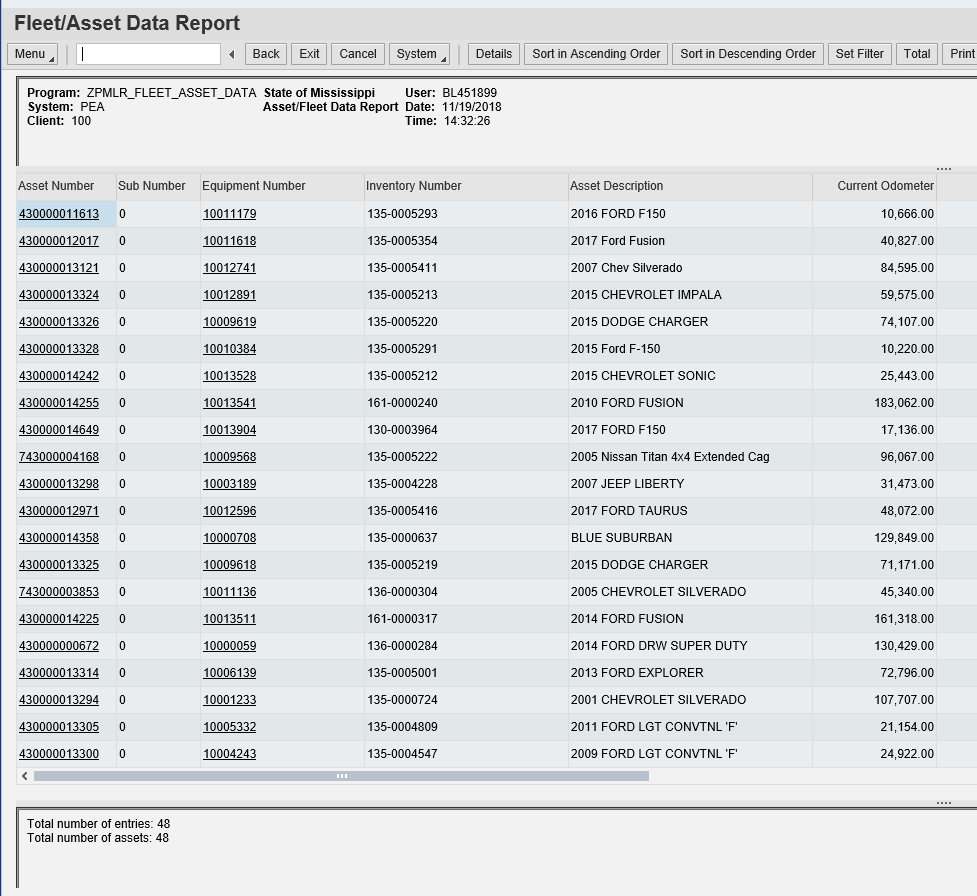 Fleet/Asset Data Report
Menu Back Exit Cancel System Details Sort in Ascending Order Sort in Descending Order Set Filter Total Print
Program: ZPMLR_FLEET_ASSET_DATA State of Mississippi User: BL451899
System: PEA Asset/Fleet Data Report Date: 11/19/2018
Client: 100 Time: 14:32:26
Asset Number Sub Number Equipment Number Inventory Number Asset Description Current Odometer
430000011613 0 10011179 135-0005293 2016 FORD F150 10,666.00
430000012017 0 10011618 135-0005354 2017 Ford Fusion 40,827.00
430000013121 0 10012741 135-0005411 2007 Chev Silverado 84,595.00
430000013324 0 10012891 135-0005213 2015 CHEVROLET IMPALA 59,575.00
430000013326 0 10009619 135-0005220 2015 DODGE CHARGER 74,107.00
430000013328 0 10010384 135-0005291 2015 Ford F-150 10,220.00
430000014242 0 10013528 135-0005212 2015 CHEVROLET SONIC 25,443.00
430000014255 0 10013541 161-0000240 2010 FORD FUSION 183,062.00
430000014649 0 10013904 130-0003964 2017 FORD F150 17,136.00
743000004168 0 10009568 135-0005222 2005 Nissan Titan 4x4 Extended Cag 96,067.00
430000013298 0 10003189 135-0004228 2007 JEEP LIBERTY 31,473.00
430000012971 0 10012596 135-0005416 2017 FORD TAURUS 48,072.00
430000014358 0 10000708 135-0000637 BLUE SUBURBAN 129,849.00
430000013325 0 10009618 135-0005219 2015 DODGE CHARGER 71,171.00
743000003853 0 10011136 136-0000304 2005 CHEVROLET SILVERADO 45,340.00
430000014225 0 10013511 161-0000317 2014 FORD FUSION 161,318.00
430000000672 0 10000059 136-0000284 2014 FORD DRW SUPER DUTY 130,429.00
430000013314 0 10006139 135-0005001 2013 FORD EXPLORER 72,796.00
430000013294 0 10001233 135-0000724 2001 CHEVROLET SILVERADO 107,707.00
430000013305 0 10005332 135-0004809 2011 FORD LGT CONVTNL 'F' 21,154.00
430000013300 0 10004243 135-0004547 2009 FORD LGT CONVTNL 'F' 24,922.00
Total number of entries: 48
Total number of assets: 48